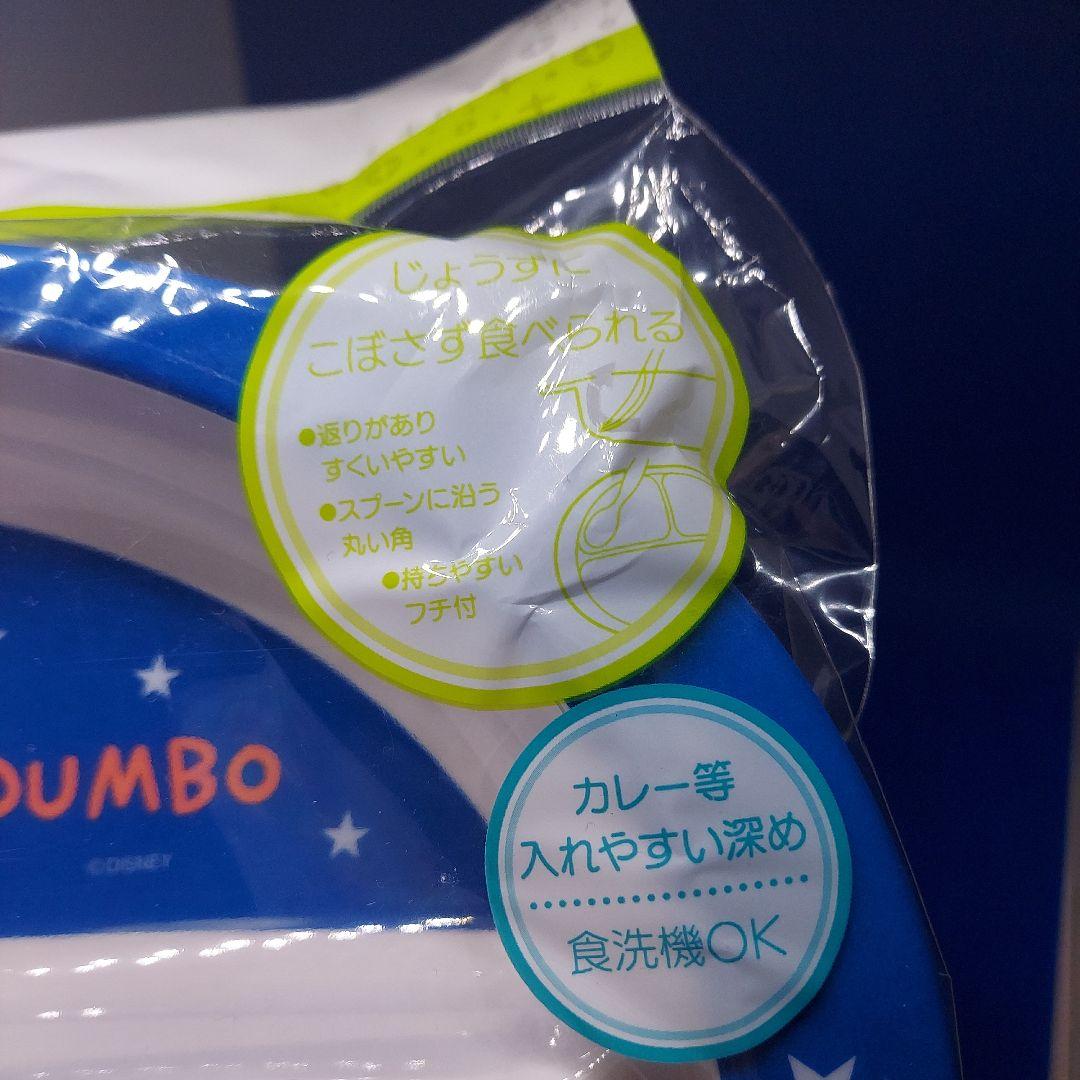 じょうずに
こぼさず食べられる
●返りがあり
すくいやすい
●スプーンに沿う
丸い角
●持ちやすい
フチ付
DUMBO
©DISNEY
カレー等
入れやすい深め
食洗機OK